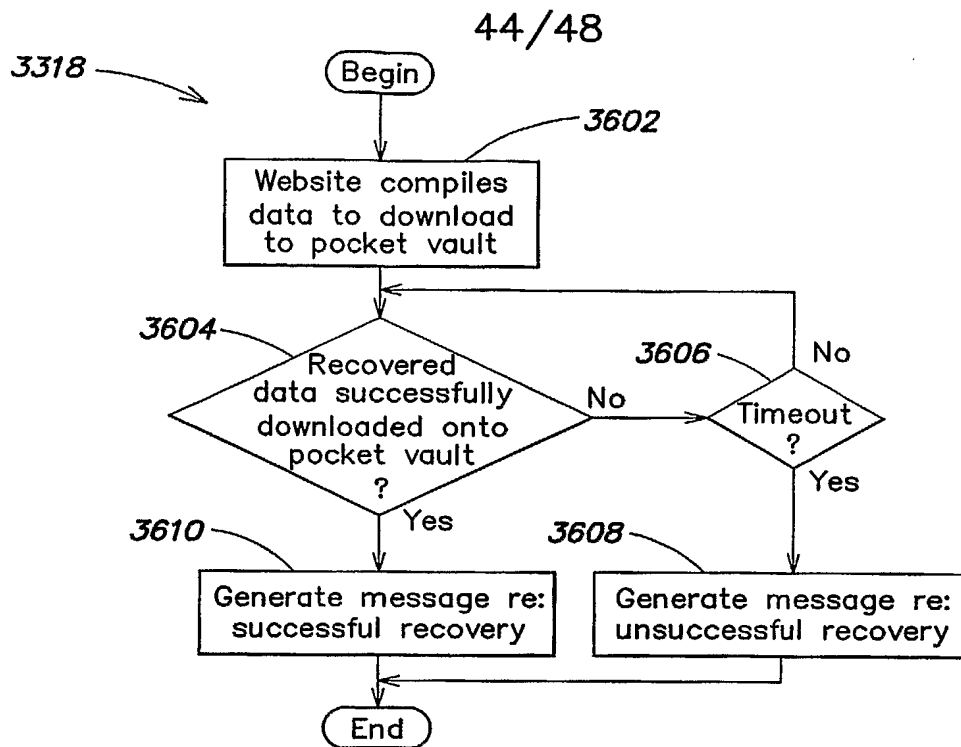 44/48
3318
Begin
3602
Website compiles
data to download
to pocket vault
3604
Recovered
data successfully
downloaded onto
pocket vault
?
No
3606
No
Timeout
?
Yes
Yes
3610
Generate message re:
successful recovery
3608
Generate message re:
unsuccessful recovery
End